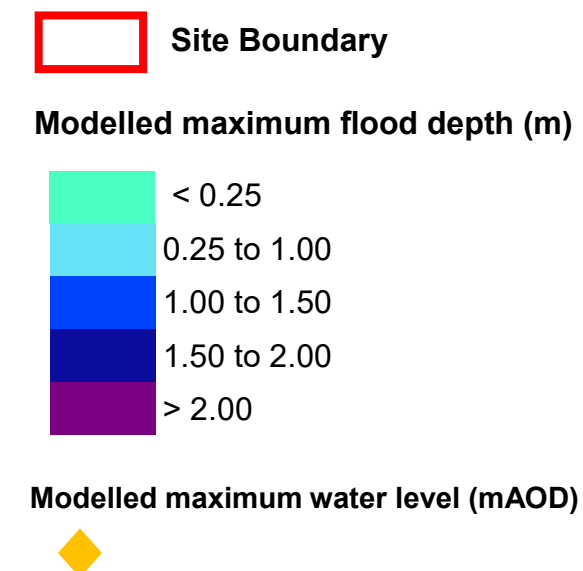 Site Boundary
Modelled maximum flood depth (m)
< 0.25
0.25 to 1.00
1.00 to 1.50
1.50 to 2.00
> 2.00
Modelled maximum water level (mAOD)